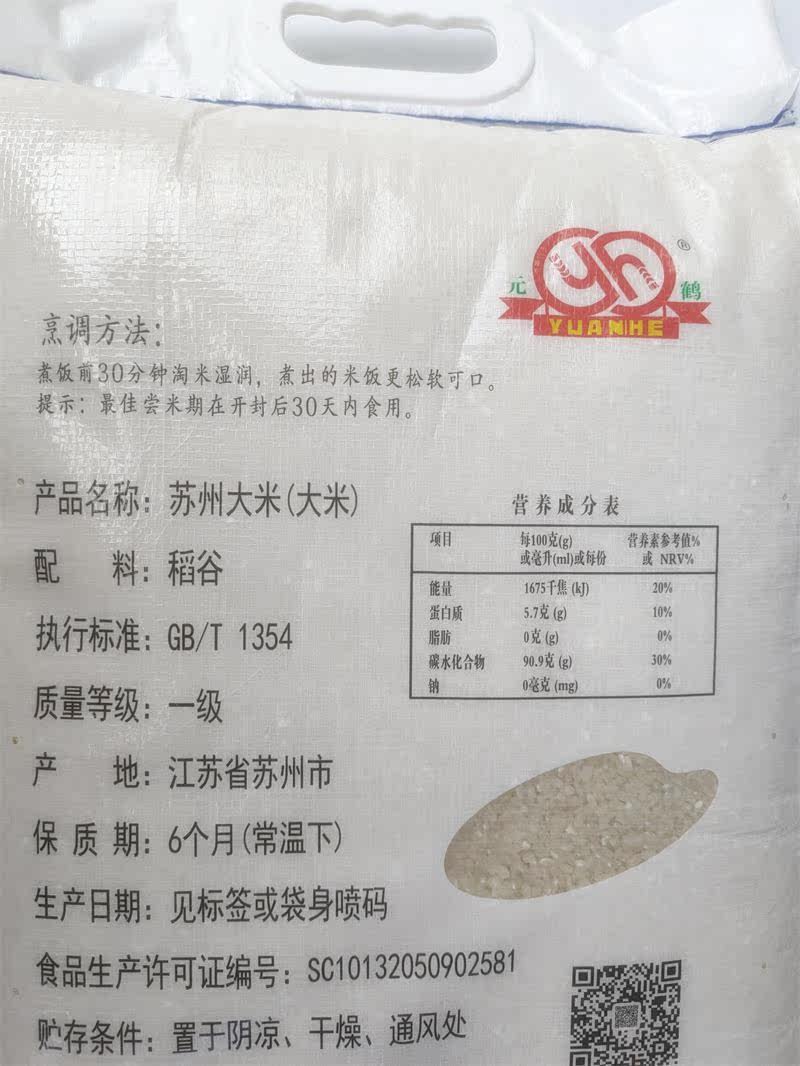 元 yh 鹤 ®
YUANHE
烹调方法：
煮饭前30分钟淘米湿润，煮出的米饭更松软可口。
提示：最佳尝米期在开封后30天内食用。
产品名称：苏州大米(大米)
配 料：稻谷
执行标准：GB/T 1354
质量等级：一级
产 地：江苏省苏州市
保 质 期：6个月(常温下)
生产日期：见标签或袋身喷码
食品生产许可证编号：SC10132050902581
贮存条件：置于阴凉、干燥、通风处
营养成分表
项目 每100克(g) 营养素参考值%
或毫升(ml)或每份 或 NRV%
能量 1675千焦 (kJ) 20%
蛋白质 5.7克 (g) 10%
脂肪 0克 (g) 0%
碳水化合物 90.9克 (g) 30%
钠 0毫克 (mg) 0%